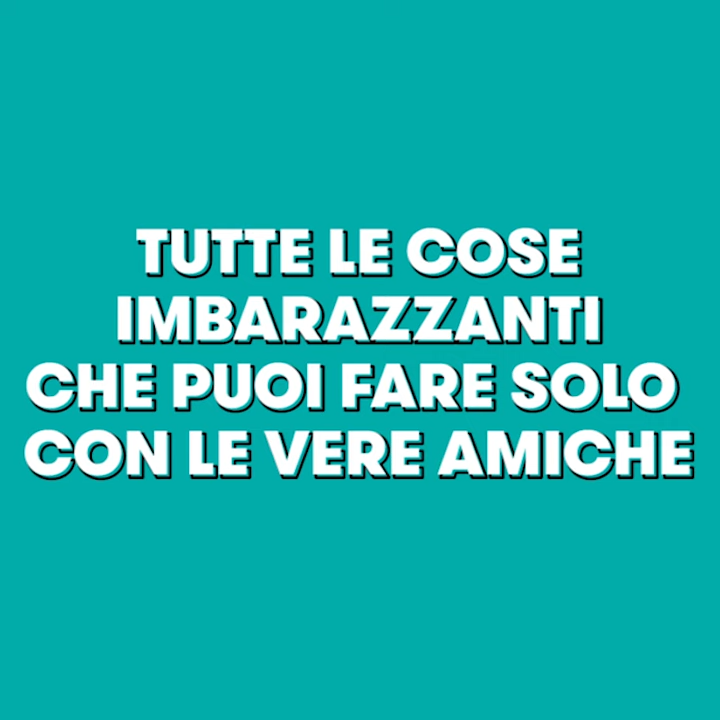 TUTTE LE COSE
IMBARAZZANTI
CHE PUOI FARE SOLO
CON LE VERE AMICHE